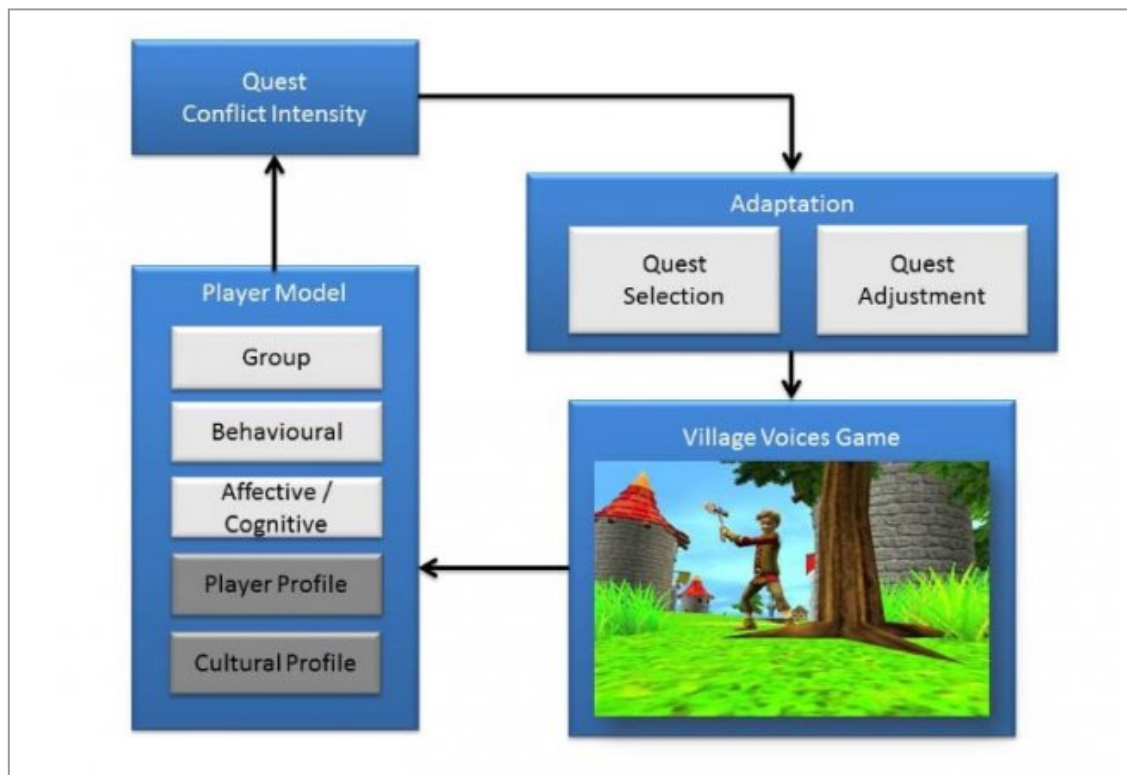 Quest
Conflict Intensity
Adaptation
Quest
Selection
Quest
Adjustment
Player Model
Group
Behavioural
Affective /
Cognitive
Player Profile
Cultural Profile
Village Voices Game